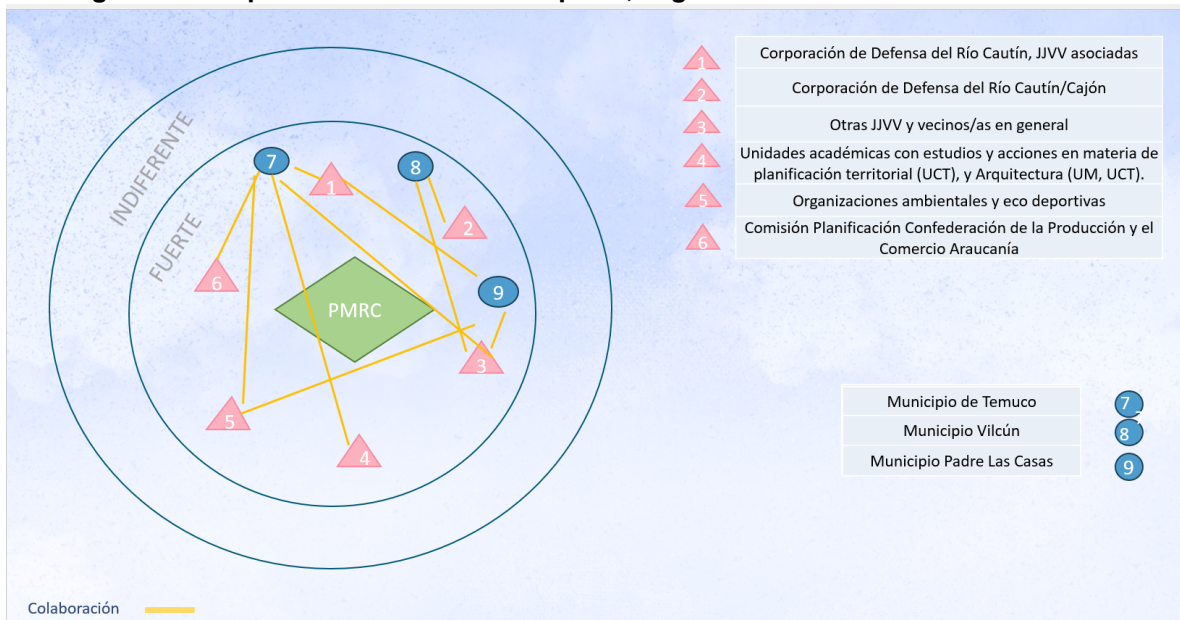 INDIFERENTE
FUERTE
7
8
1
2
6
9
PMRC
3
5
4
1
Corporación de Defensa del Río Cautín, JJVV asociadas
2
Corporación de Defensa del Río Cautín/Cajón
3
Otras JJVV y vecinos/as en general
4
Unidades académicas con estudios y acciones en materia de
planificación territorial (UCT), y Arquitectura (UM, UCT).
5
Organizaciones ambientales y eco deportivas
6
Comisión Planificación Confederación de la Producción y el
Comercio Araucanía
Municipio de Temuco
7
Municipio Vilcún
8
Municipio Padre Las Casas
9
Colaboración